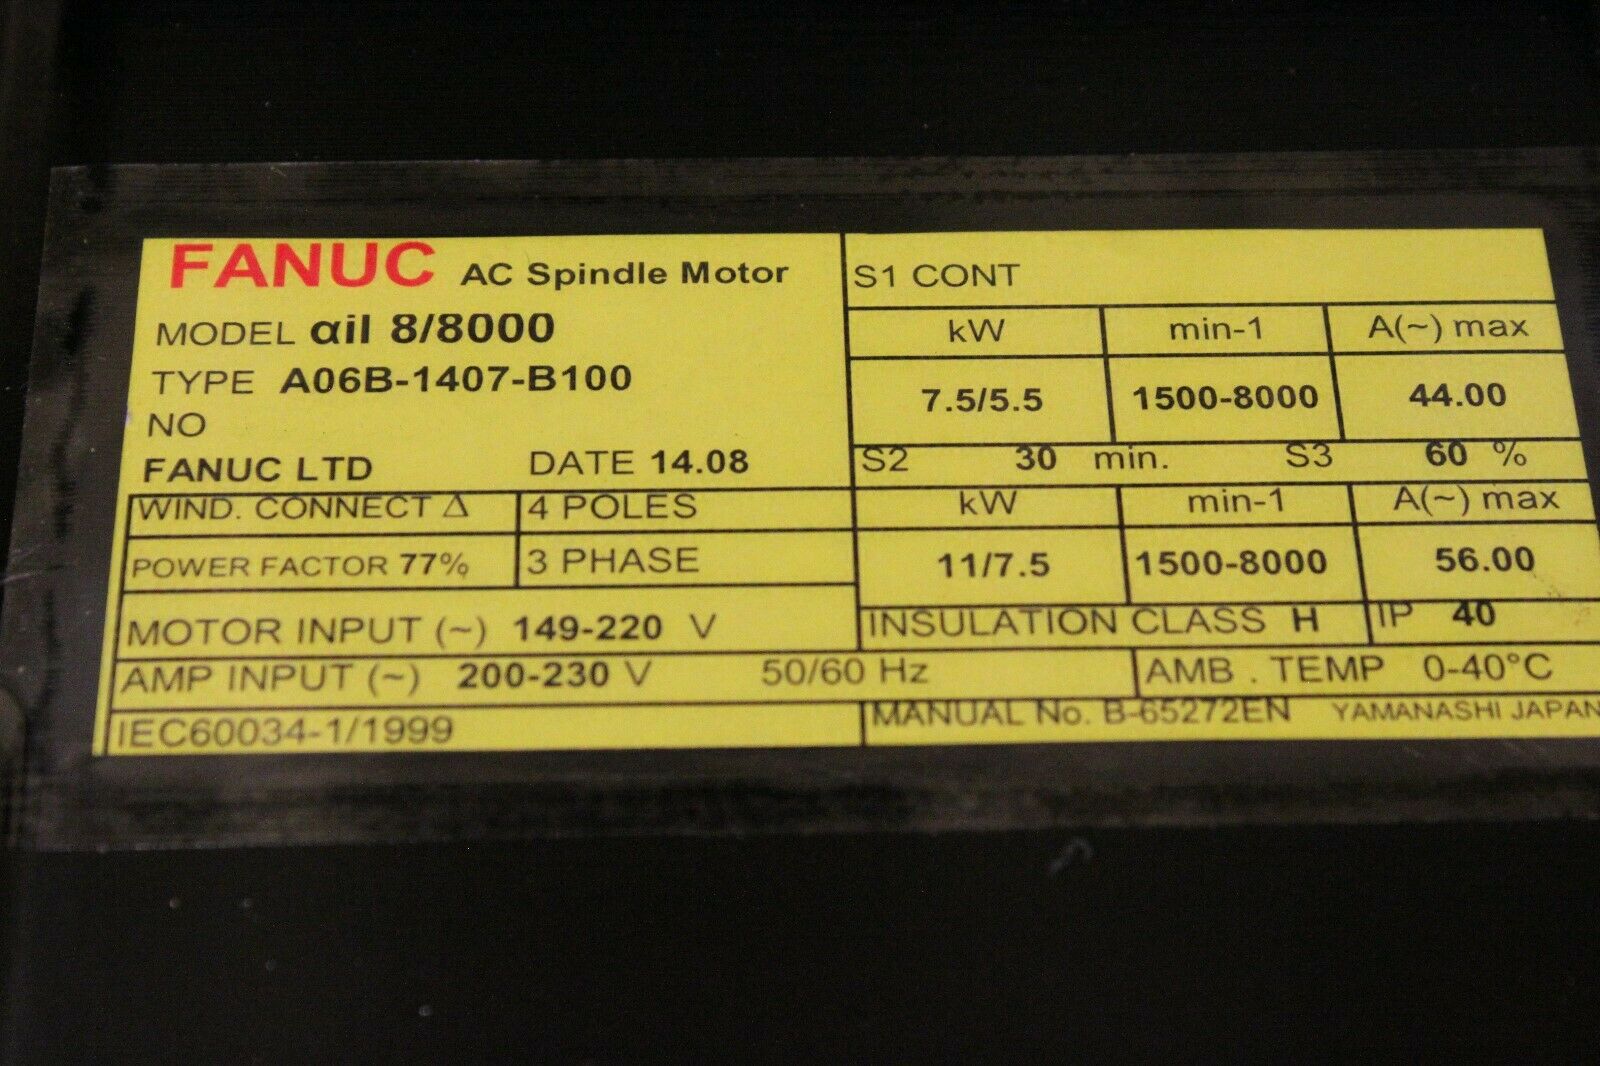 FANUC AC Spindle Motor
MODEL αiI 8/8000
TYPE A06B-1407-B100
NO
FANUC LTD DATE 14.08
WIND. CONNECT Δ 4 POLES
POWER FACTOR 77% 3 PHASE
MOTOR INPUT (~) 149-220 V
AMP INPUT (~) 200-230 V 50/60 Hz
IEC60034-1/1999
S1 CONT
kW min-1 A(~) max
7.5/5.5 1500-8000 44.00
S2 30 min. S3 60 %
kW min-1 A(~) max
11/7.5 1500-8000 56.00
INSULATION CLASS H IP 40
AMB . TEMP 0-40°C
MANUAL No. B-65272EN YAMANASHI JAPAN